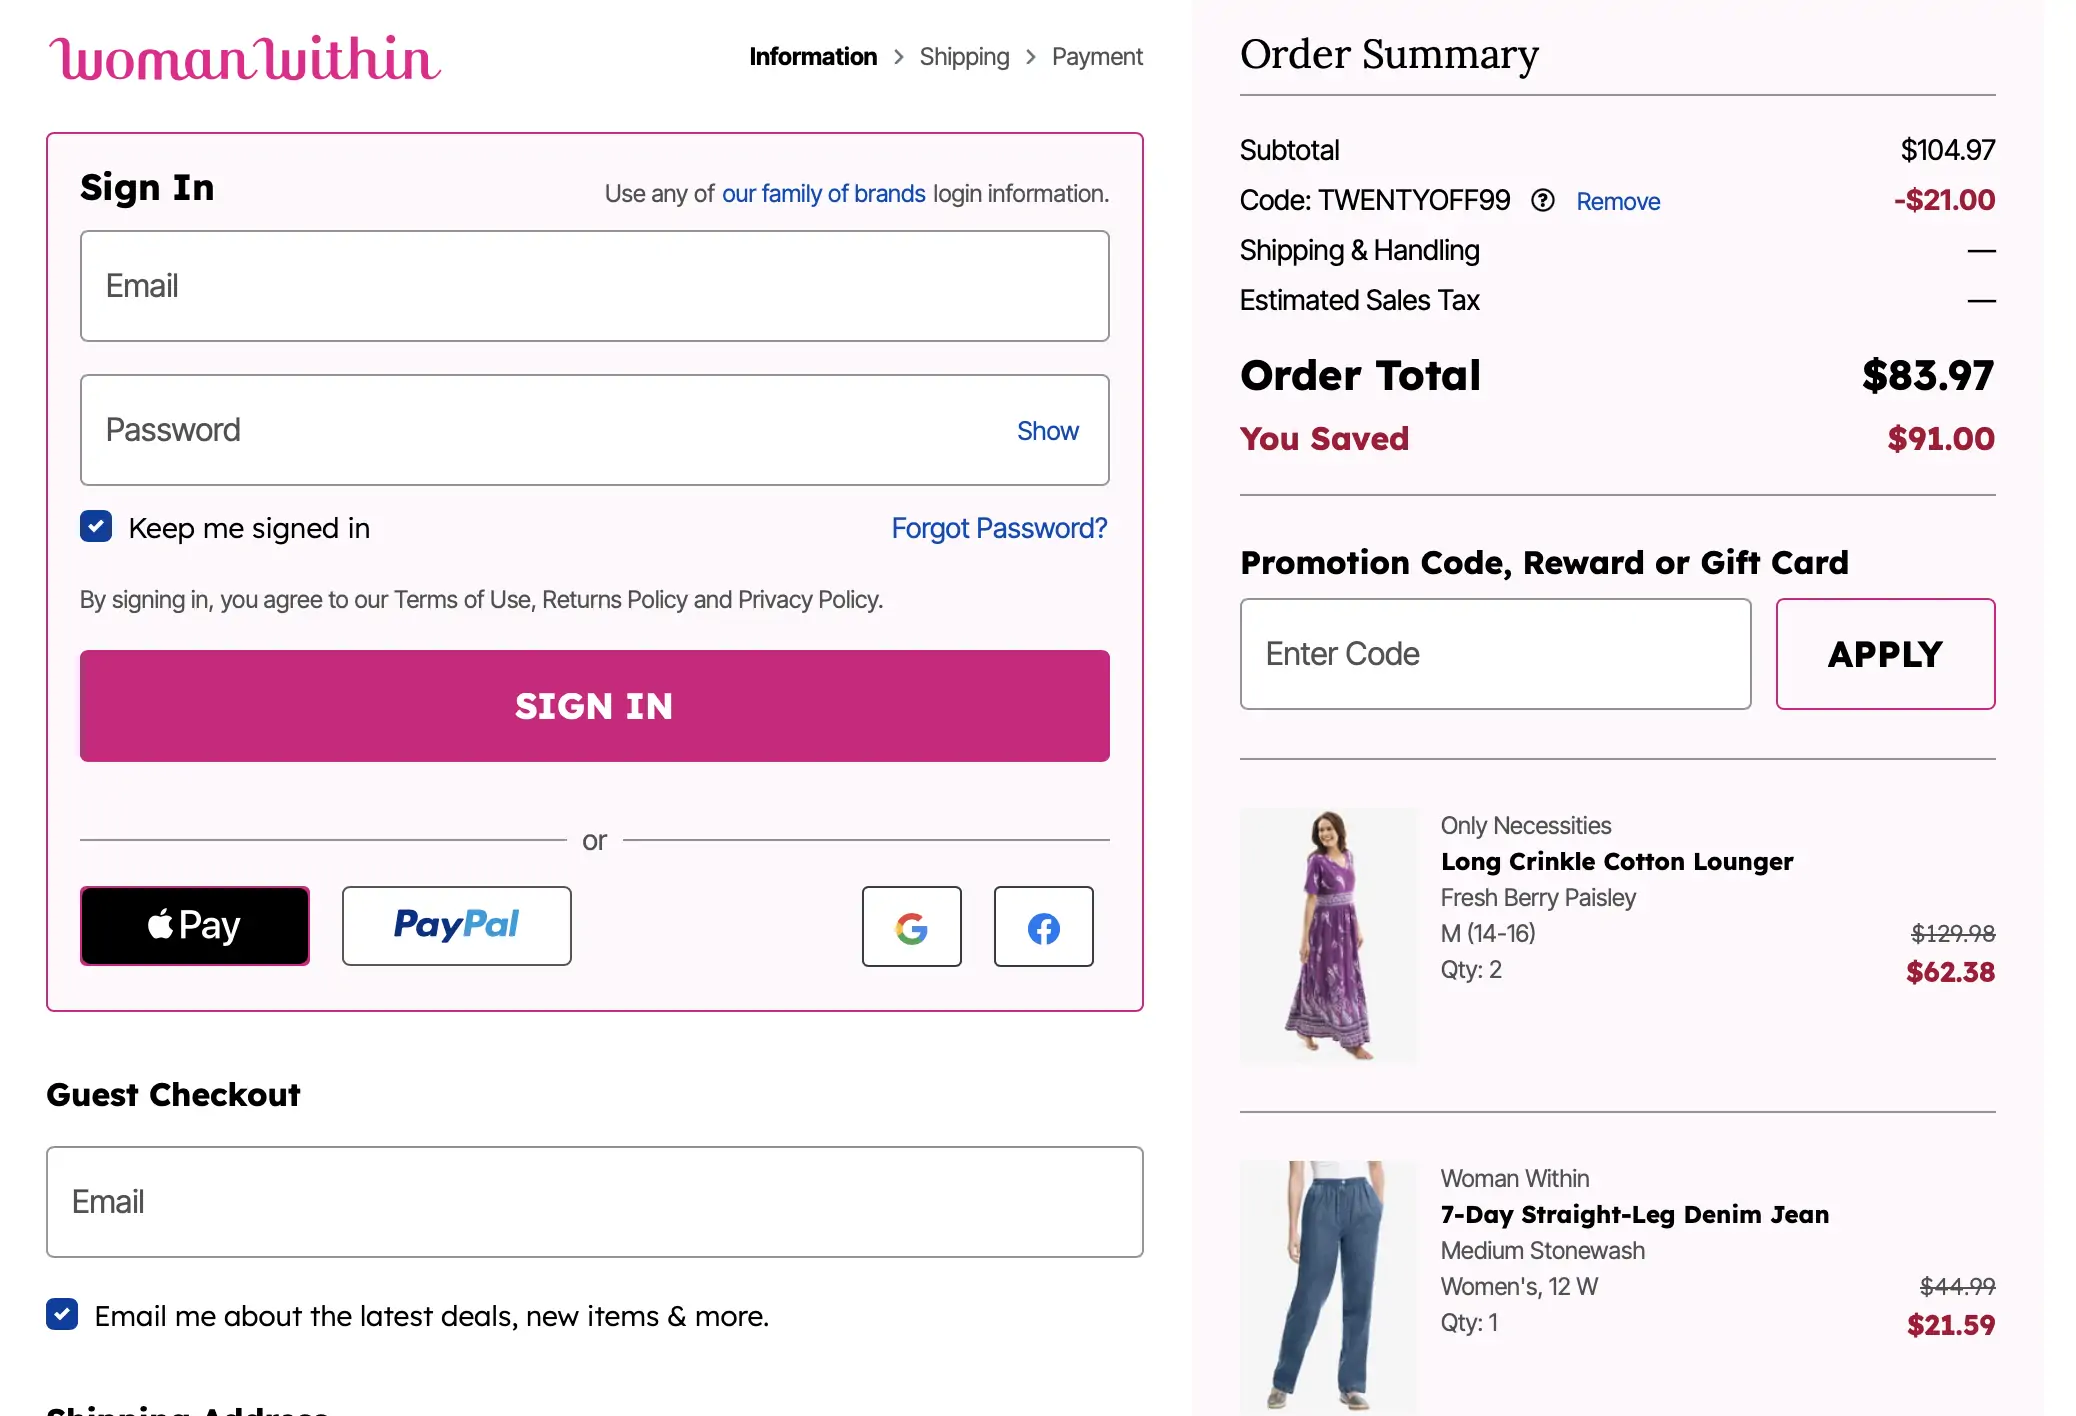 Woman Within
Information > Shipping > Payment
Sign In
Use any of our family of brands login information.
Email
Password
Show
Keep me signed in
Forgot Password?
By signing in, you agree to our Terms of Use, Returns Policy and Privacy Policy.
SIGN IN
or
Pay
PayPal
Guest Checkout
Email
Email me about the latest deals, new items & more.
Shipping Address
Order Summary
Subtotal $104.97
Code: TWENTYOFF99 ? Remove -$21.00
Shipping & Handling —
Estimated Sales Tax —
Order Total $83.97
You Saved $91.00
Promotion Code, Reward or Gift Card
Enter Code
APPLY
Only Necessities
Long Crinkle Cotton Lounger
Fresh Berry Paisley
M (14-16) $129.98
Qty: 2 $62.38
Woman Within
7-Day Straight-Leg Denim Jean
Medium Stonewash
Women's, 12 W $44.99
Qty: 1 $21.59